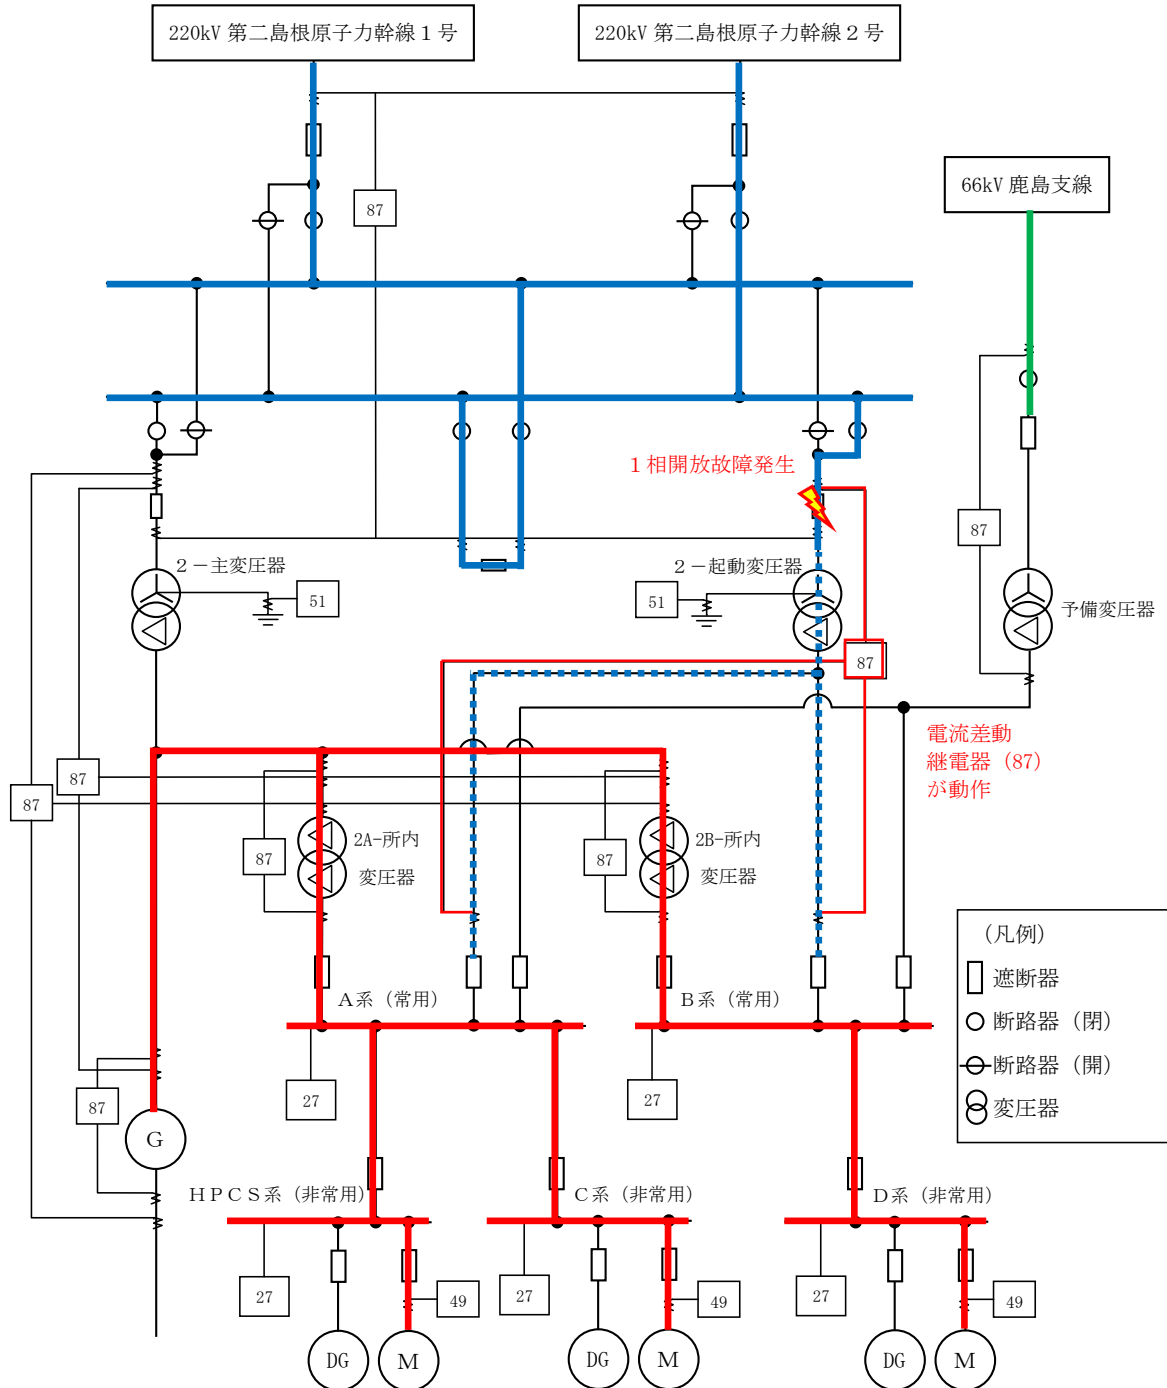 220kV 第二島根原子力幹線１号
220kV 第二島根原子力幹線２号
66kV 鹿島支線
87
１相開放故障発生
87
２－主変圧器
51
２－起動変圧器
51
予備変圧器
87
電流差動
継電器（87）
が動作
87
87
87
2A-所内
変圧器
87
2B-所内
変圧器
（凡例）
遮断器
断路器（閉）
断路器（開）
変圧器
Ａ系（常用）
Ｂ系（常用）
27
27
87
G
ＨＰＣＳ系（非常用）
Ｃ系（非常用）
Ｄ系（非常用）
27
49
27
49
27
49
DG
M
DG
M
DG
M